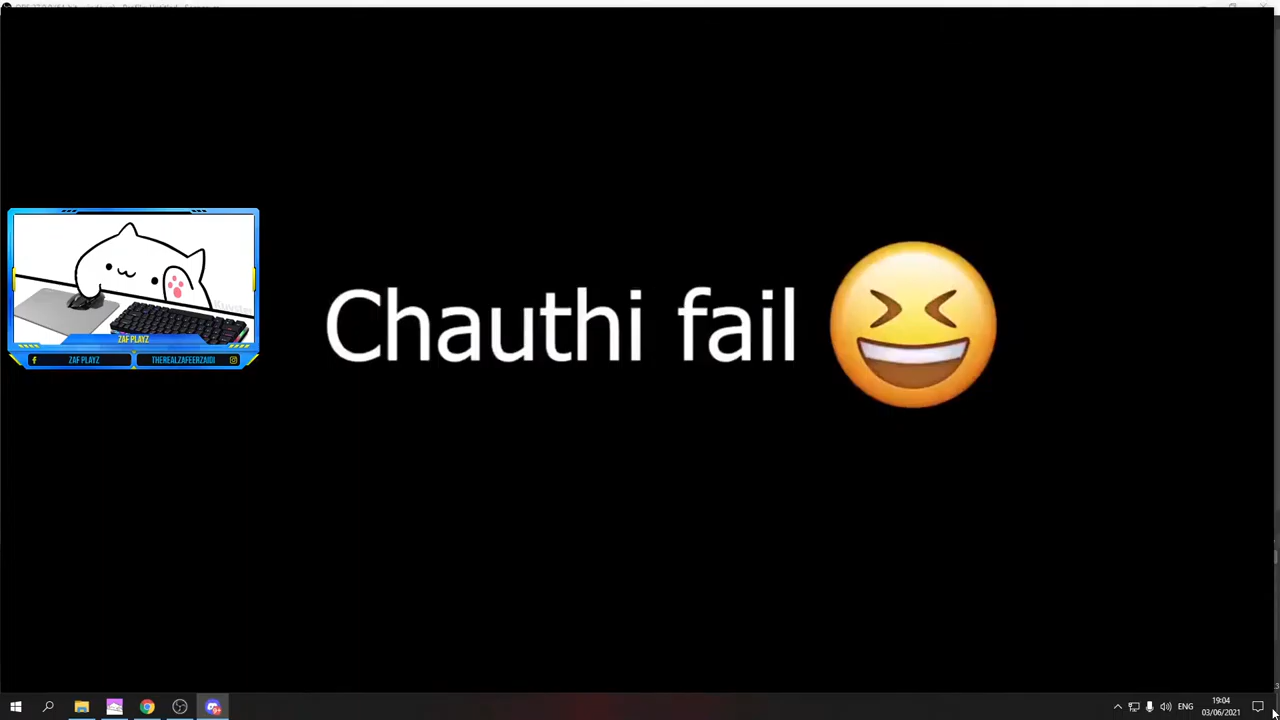 Chauthi fail
ZAF PLAYZ
ZAF PLAYZ
THEREALZAFEERZAIDI
ENG
19:04
03/06/2021